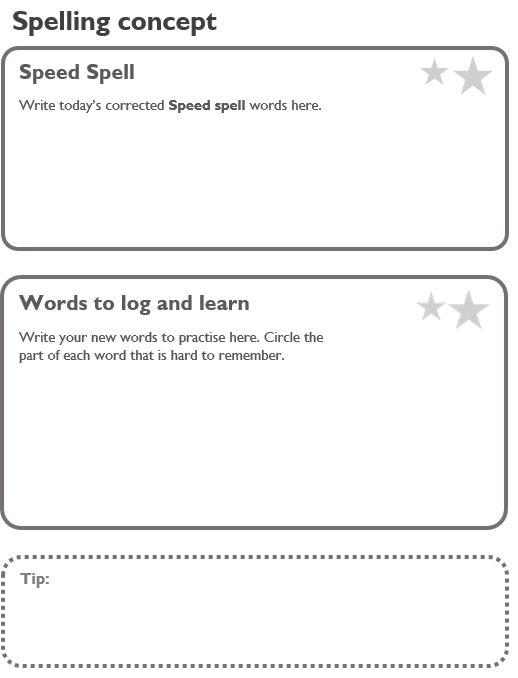 Spelling concept
Speed Spell
Write today's corrected Speed spell words here.
Words to log and learn
Write your new words to practise here. Circle the
part of each word that is hard to remember.
Tip: